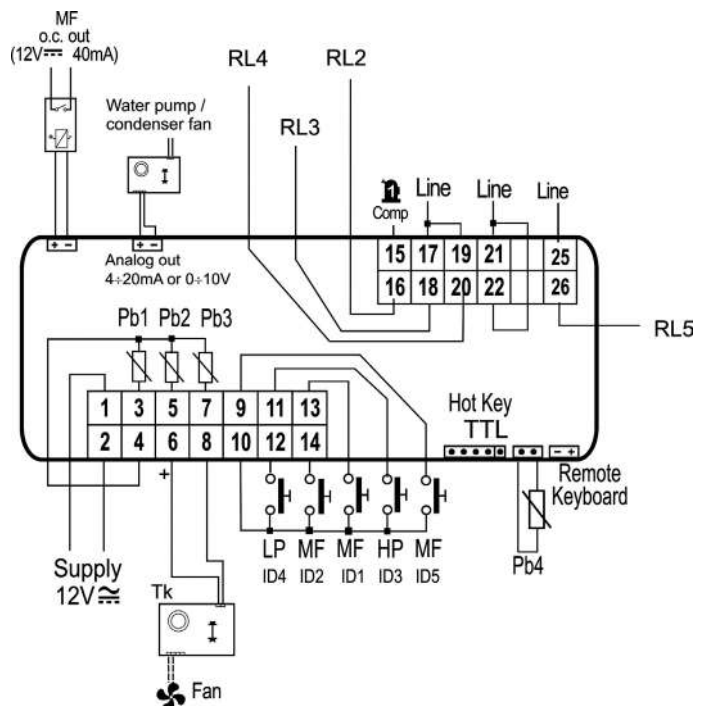 MF
o.c. out
(12V⎓ 40mA)
RL4
RL2
Water pump /
condenser fan
RL3
1
Comp
Line
Line
Line
+ -
+ -
15 17 19 21 25
Analog out
4÷20mA or 0÷10V
16 18 20 22 26
Pb1 Pb2 Pb3
RL5
1 3 5 7 9 11 13
2 4 6 8 10 12 14
Hot Key
TTL
- +
+
Remote
Keyboard
LP MF MF HP MF
ID4 ID2 ID1 ID3 ID5
Pb4
Supply
12V≂
Tk
Fan